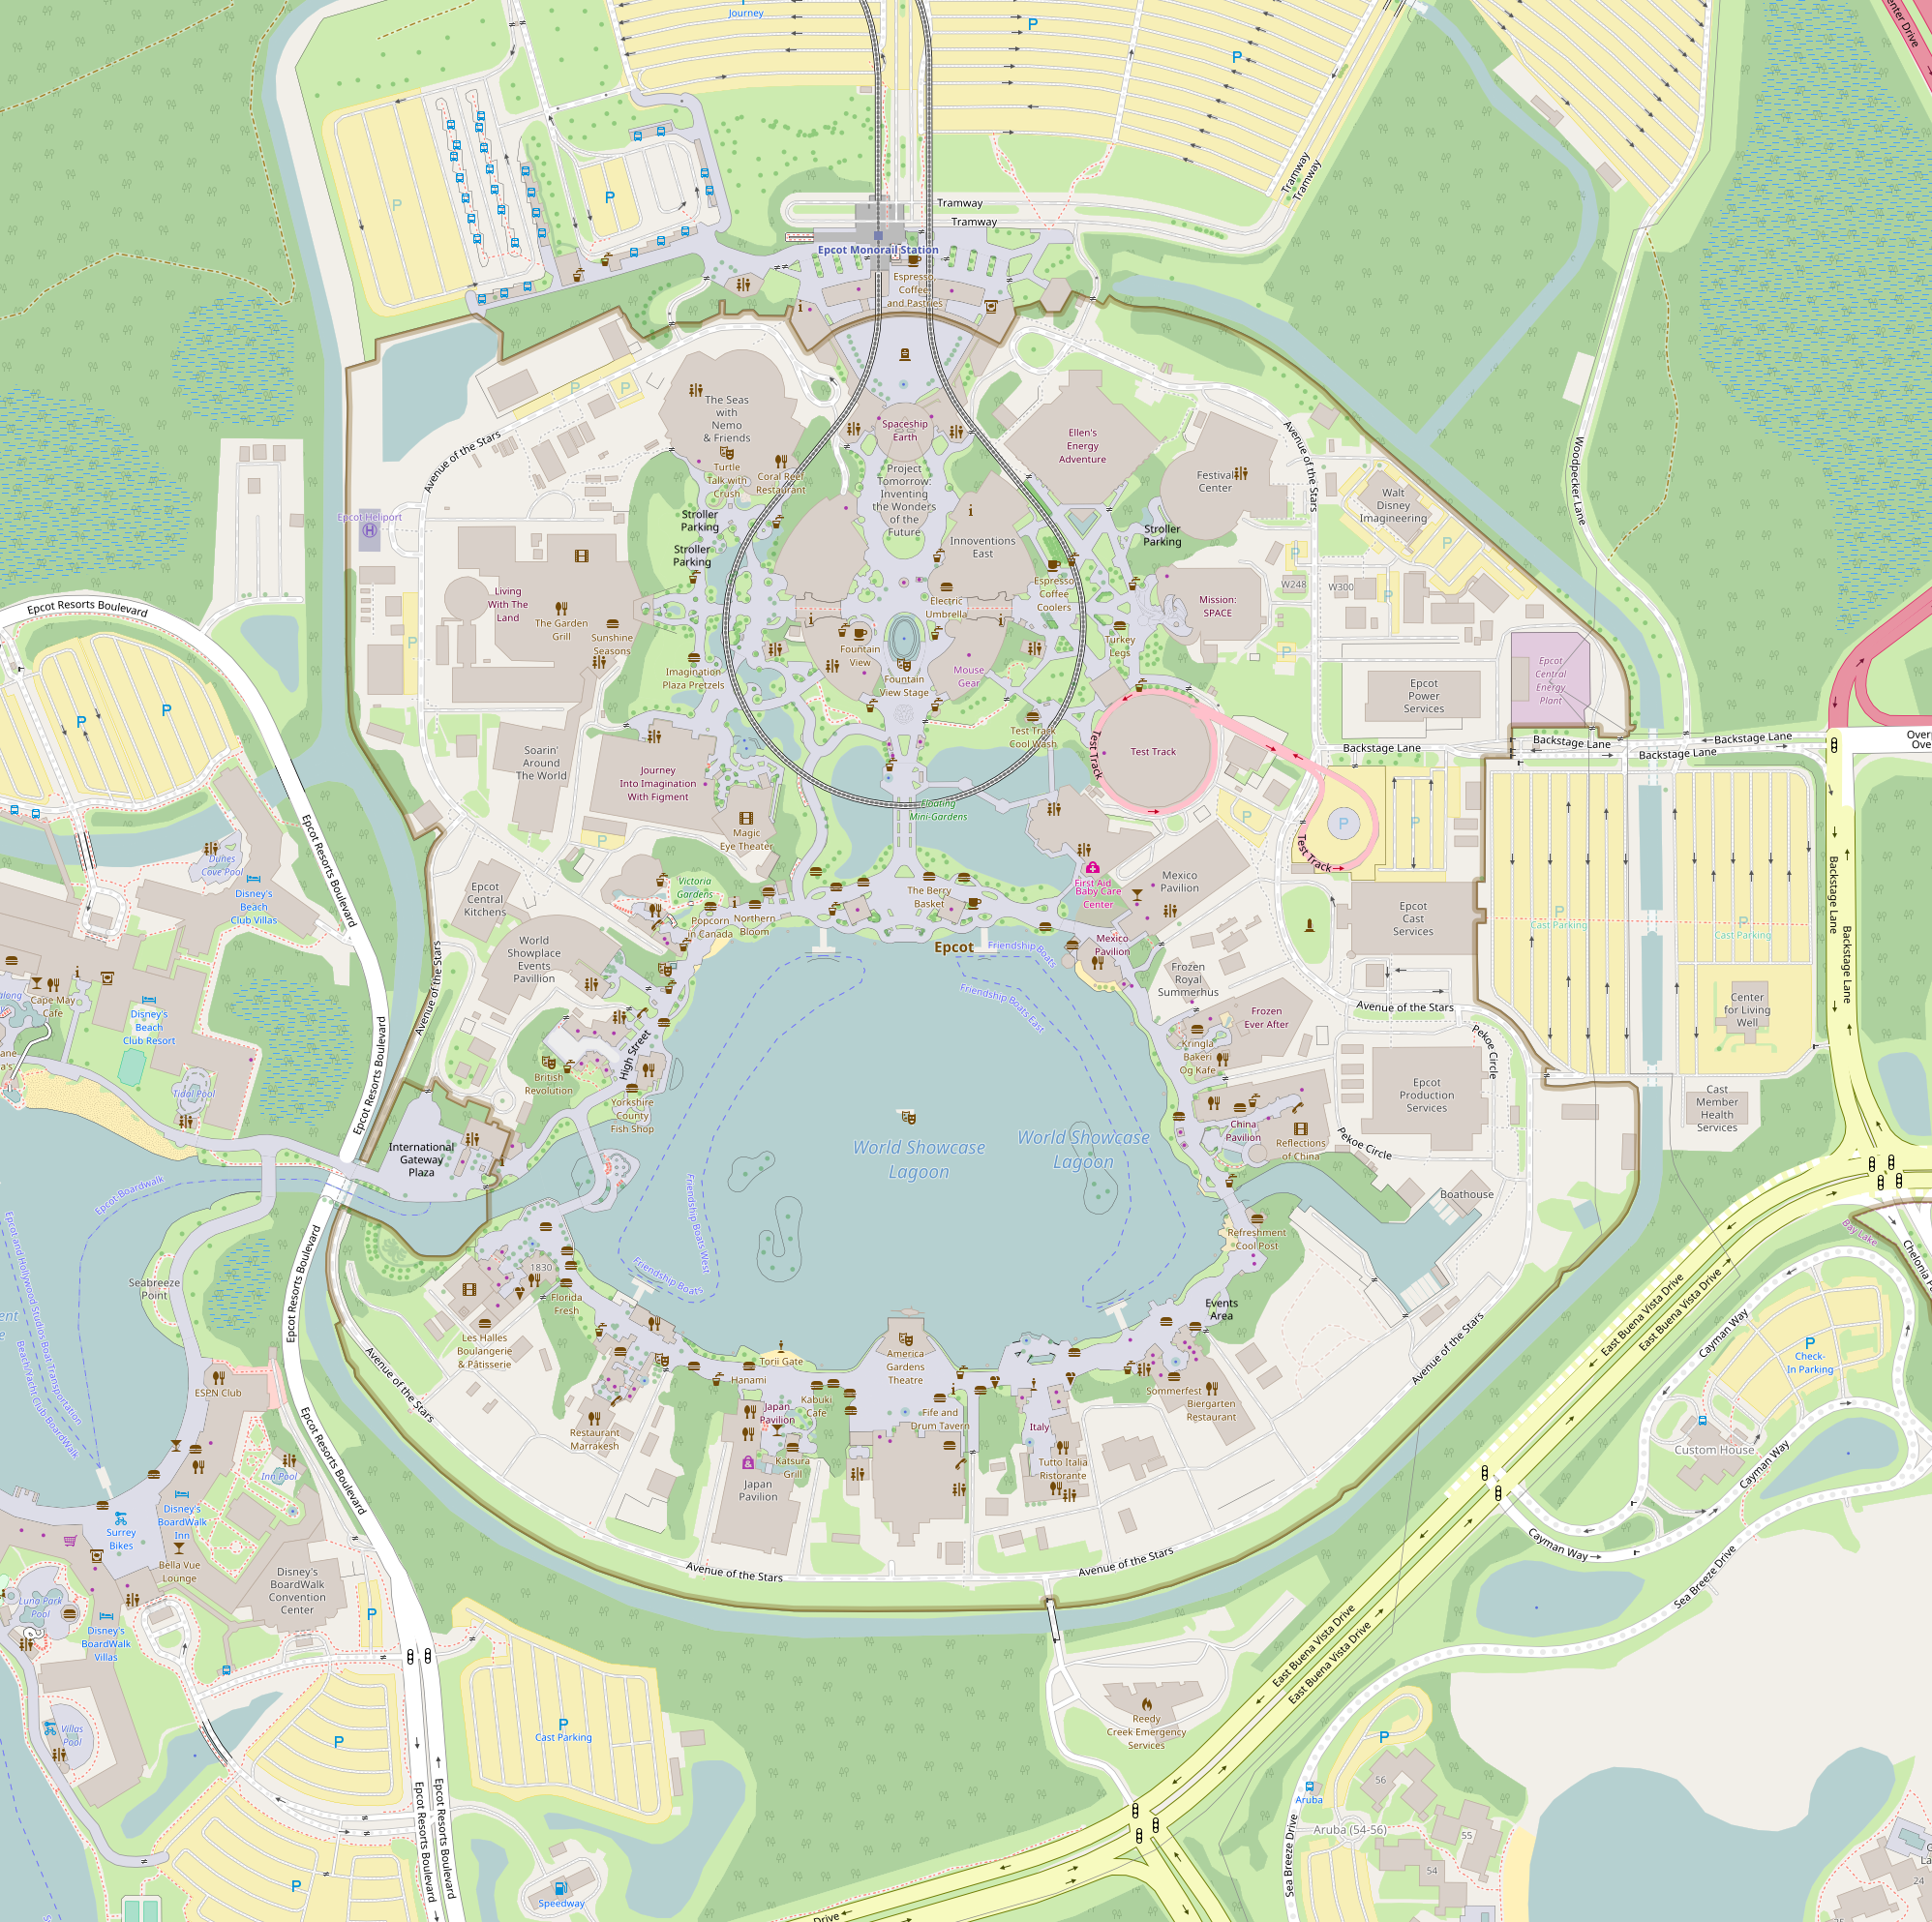 Journey
P
P
enter Drive
P
P
Tramway
Tramway
Tramway
Tramway
Epcot Monorail Station
Espresso,
Coffee
and Pastries
P
P
The Seas
with
Nemo
& Friends
Turtle
Talk with
Crush
Coral Reef
Restaurant
Spaceship
Earth
Ellen's
Energy
Adventure
Avenue of the Stars
Avenue of the Stars
Festival
Center
Project
Tomorrow:
Inventing
the Wonders
of the
Future
Woodpecker Lane
Walt
Disney
Imagineering
Epcot Heliport
Stroller
Parking
Stroller
Parking
Stroller
Parking
Innoventions
East
P
P
Living
With The
Land
The Garden
Grill
Sunshine
Seasons
Electric
Umbrella
Espresso
Coffee
Coolers
Mission:
SPACE
W248
W300
P
Epcot Resorts Boulevard
P
P
Turkey
Legs
Fountain
View
Fountain
View Stage
Mouse
Gear
Imagination
Plaza Pretzels
Epcot
Central
Energy
Plant
Epcot
Power
Services
P
P
Soarin'
Around
The World
Journey
Into Imagination
With Figment
Test Track
Cool Wash
Test Track
Test Track
Backstage Lane
Backstage Lane
Backstage Lane
Backstage Lane
Over
Ove
Floating
Mini-Gardens
Magic
Eye Theater
P
P
P
P
Test Track
Epcot Resorts Boulevard
Dunes
Cove Pool
Disney's
Beach
Club Villas
Epcot
Central
Kitchens
Victoria
Gardens
Popcorn
in Canada
Northern
Bloom
The Berry
Basket
First Aid
Baby Care
Center
Mexico
Pavilion
Mexico
Pavilion
Epcot
Cast
Services
P
Cast Parking
P
Cast Parking
Backstage Lane
Backstage Lane
World
Showplace
Events
Pavillion
Epcot
Friendship Boats
Friendship Boats East
Frozen
Royal
Summerhus
Frozen
Ever After
Avenue of the Stars
Avenue of the Stars
Pekoe Circle
Center
for Living
Well
Cape May
Cafe
Disney's
Beach
Club Resort
Tidal Pool
Epcot Resorts Boulevard
High Street
British
Revolution
Yorkshire
County
Fish Shop
Kringla
Bakeri
Og Kafe
Epcot
Production
Services
Cast
Member
Health
Services
China
Pavilion
Reflections
of China
Pekoe Circle
International
Gateway
Plaza
World Showcase
Lagoon
World Showcase
Lagoon
Boathouse
Epcot-Boardwalk
Epcot and Hollywood Studios Boat Transportation
Beach/Yacht Club BoardWalk
Seabreeze
Point
Epcot Resorts Boulevard
Friendship Boats West
Friendship Boats
Refreshment
Cool Post
Events
Area
Bay Lake
Chelonia
1830
Florida
Fresh
Les Halles
Boulangerie
& Pâtisserie
Avenue of the Stars
Avenue of the Stars
East Buena Vista Drive
East Buena Vista Drive
Cayman Way
P
Check-
In Parking
Torii Gate
Hanami
America
Gardens
Theatre
Kabuki
Cafe
Japan
Pavilion
Fife and
Drum Tavern
Italy
Sommerfest
Biergarten
Restaurant
Restaurant
Marrakesh
Katsura
Grill
Japan
Pavilion
Tutto Italia
Ristorante
Custom House
Cayman Way
Cayman Way
ESPN Club
Epcot Resorts Boulevard
Inn Pool
Disney's
BoardWalk
Inn
Surrey
Bikes
Bella Vue
Lounge
Disney's
BoardWalk
Convention
Center
Luna Park
Pool
Disney's
BoardWalk
Villas
P
Avenue of the Stars
Avenue of the Stars
Sea Breeze Drive
East Buena Vista Drive
East Buena Vista Drive
Villas
Pool
P
P
Cast Parking
Reedy
Creek Emergency
Services
P
56
Aruba
Aruba (54-56)
55
54
Sea Breeze Drive
Epcot Resorts Boulevard
Epcot Resorts Boulevard
P
Speedway
Drive
24